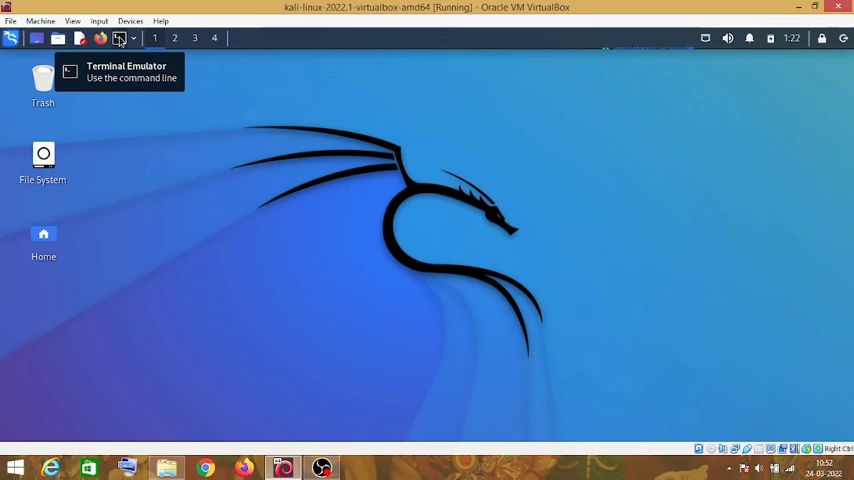 kali-linux-2022.1-virtualbox-amd64 [Running] - Oracle VM VirtualBox
File Machine View Input Devices Help
1 2 3 4
1:22
Terminal Emulator
Use the command line
Trash
File System
Home
Right Ctrl
10:52
24-03-2022